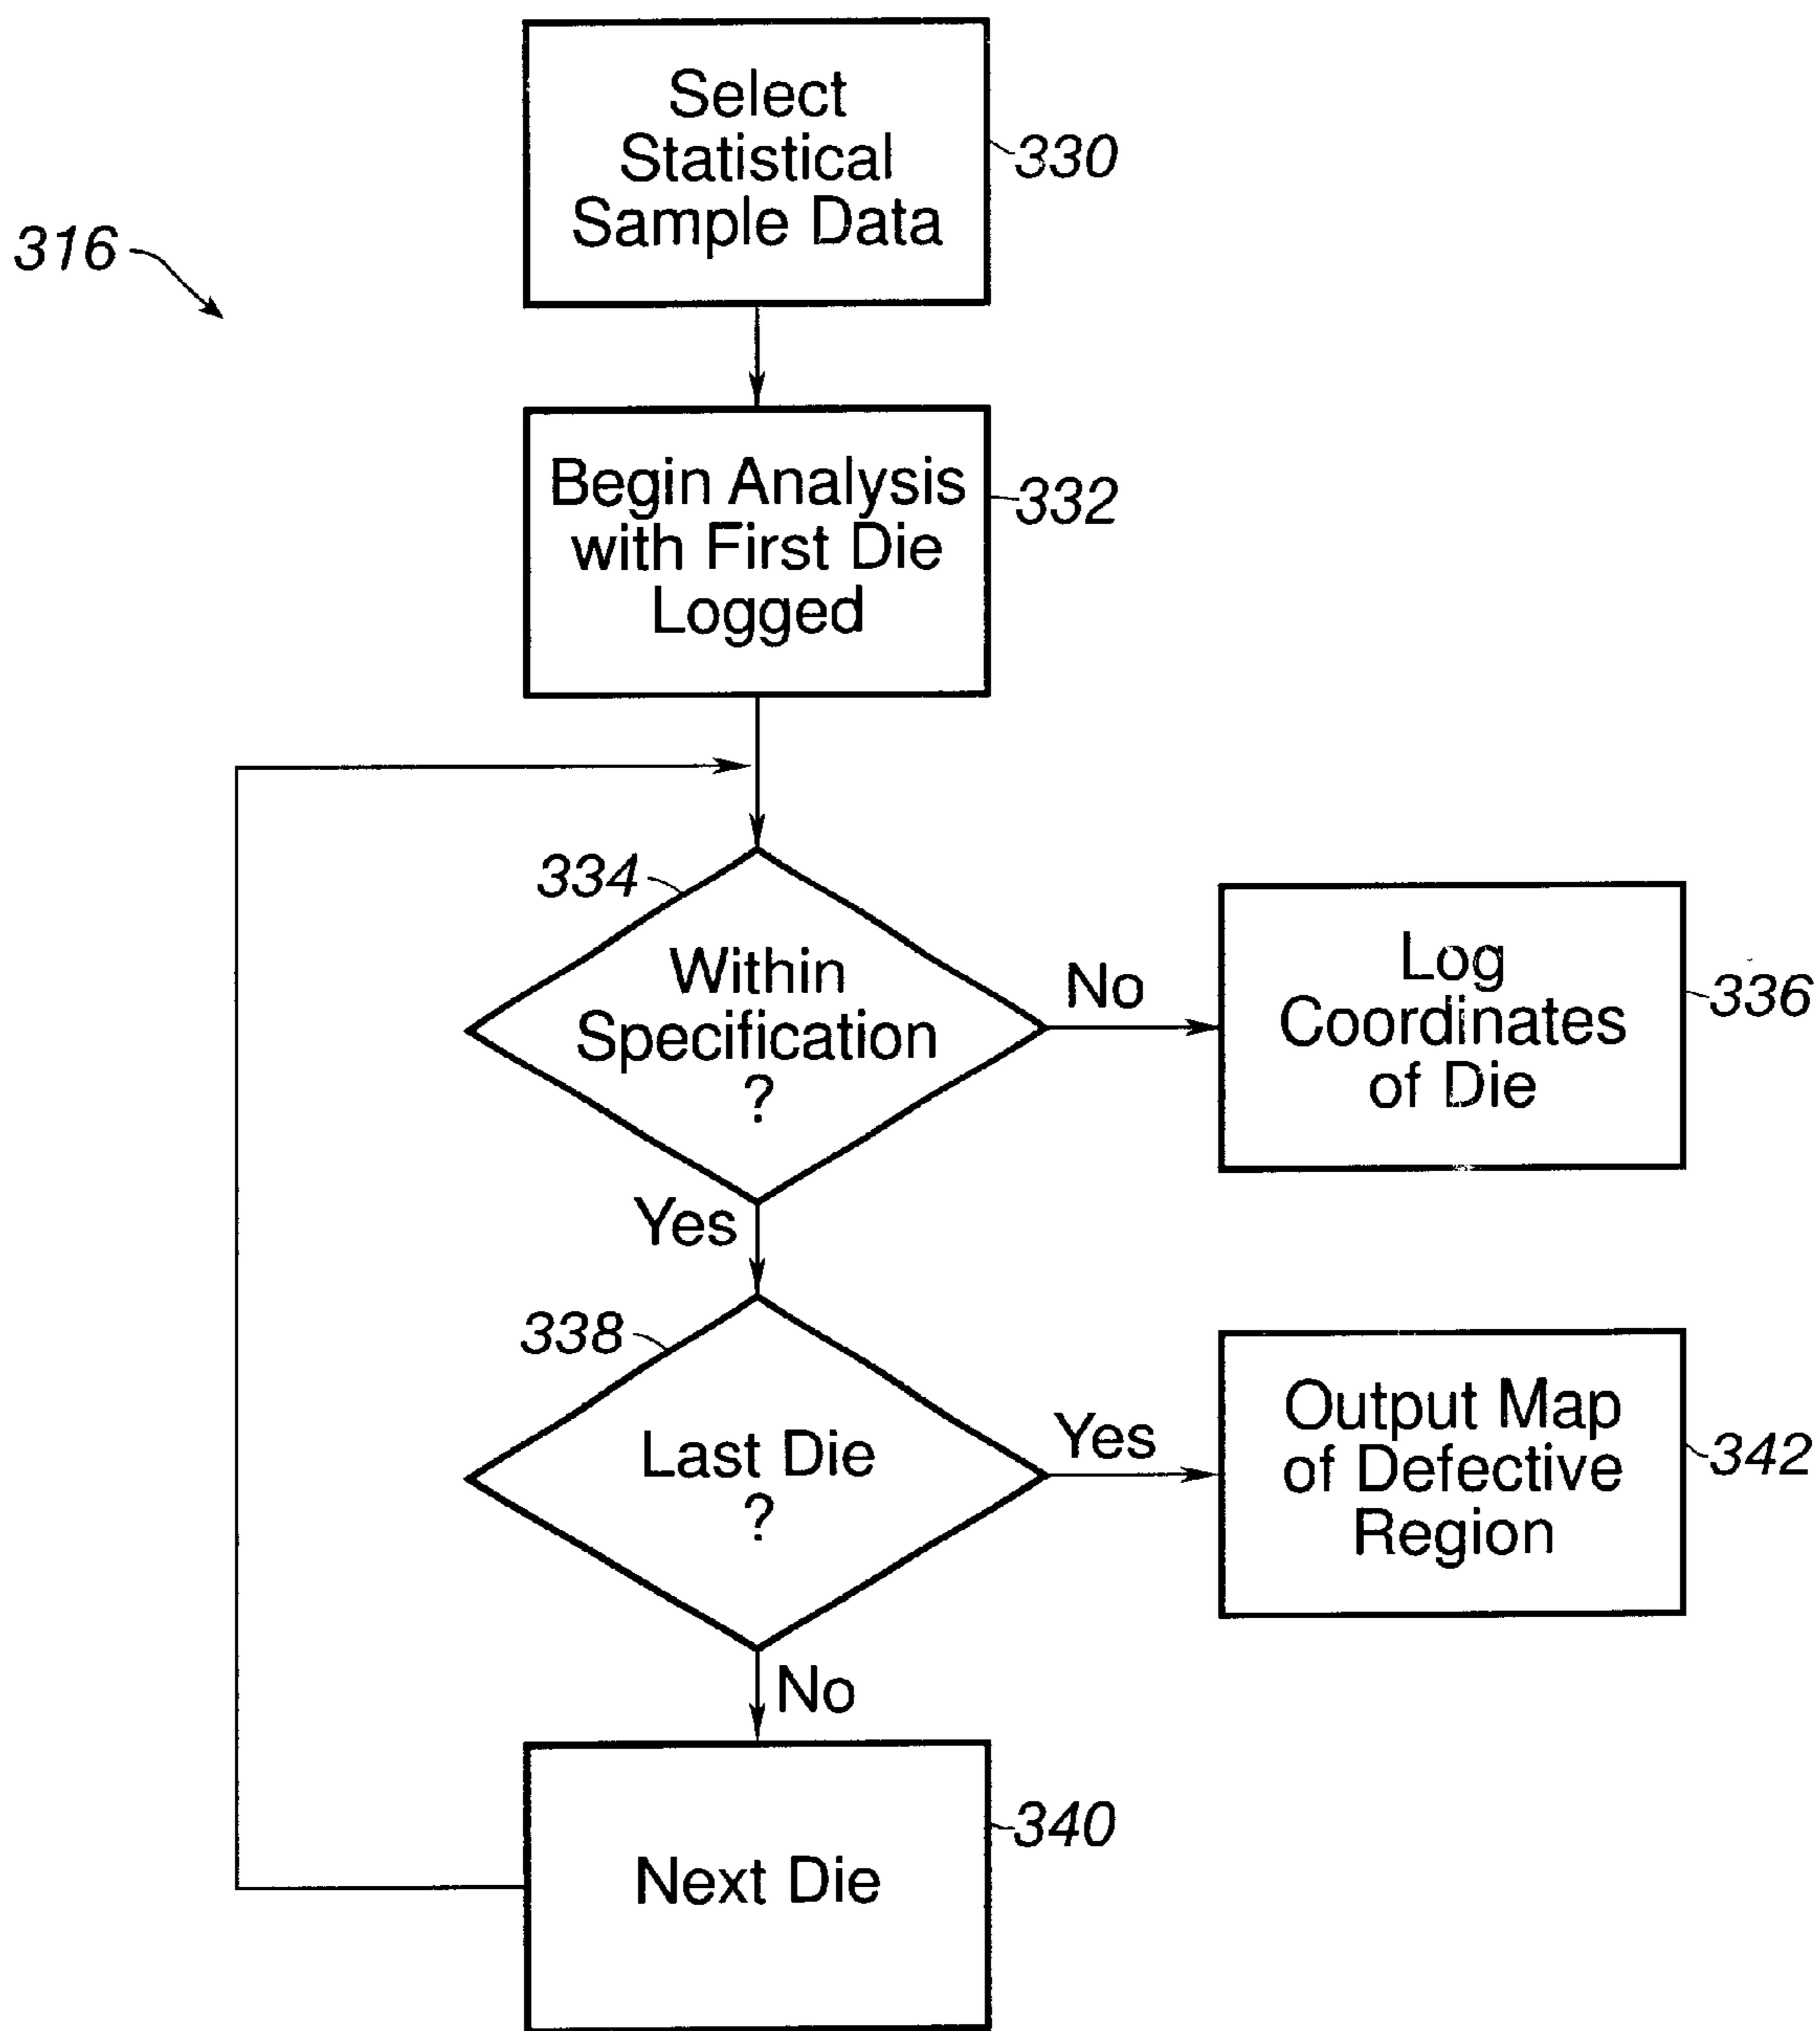 Select
Statistical
Sample Data
330
316
Begin Analysis
with First Die
Logged
332
334
Within
Specification
?
No
Log
Coordinates
of Die
336
Yes
338
Last Die
?
Yes
Output Map
of Defective
Region
342
No
Next Die
340